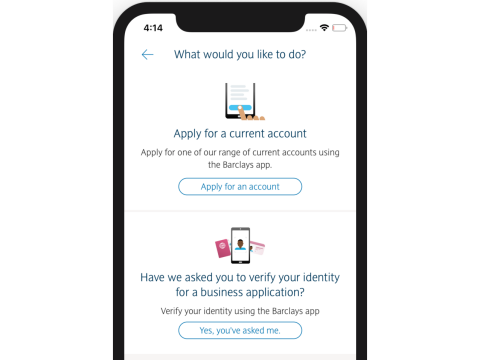 4:14
What would you like to do?
Apply for a current account
Apply for one of our range of current accounts using
the Barclays app.
Apply for an account
Have we asked you to verify your identity
for a business application?
Verify your identity using the Barclays app
Yes, you've asked me.